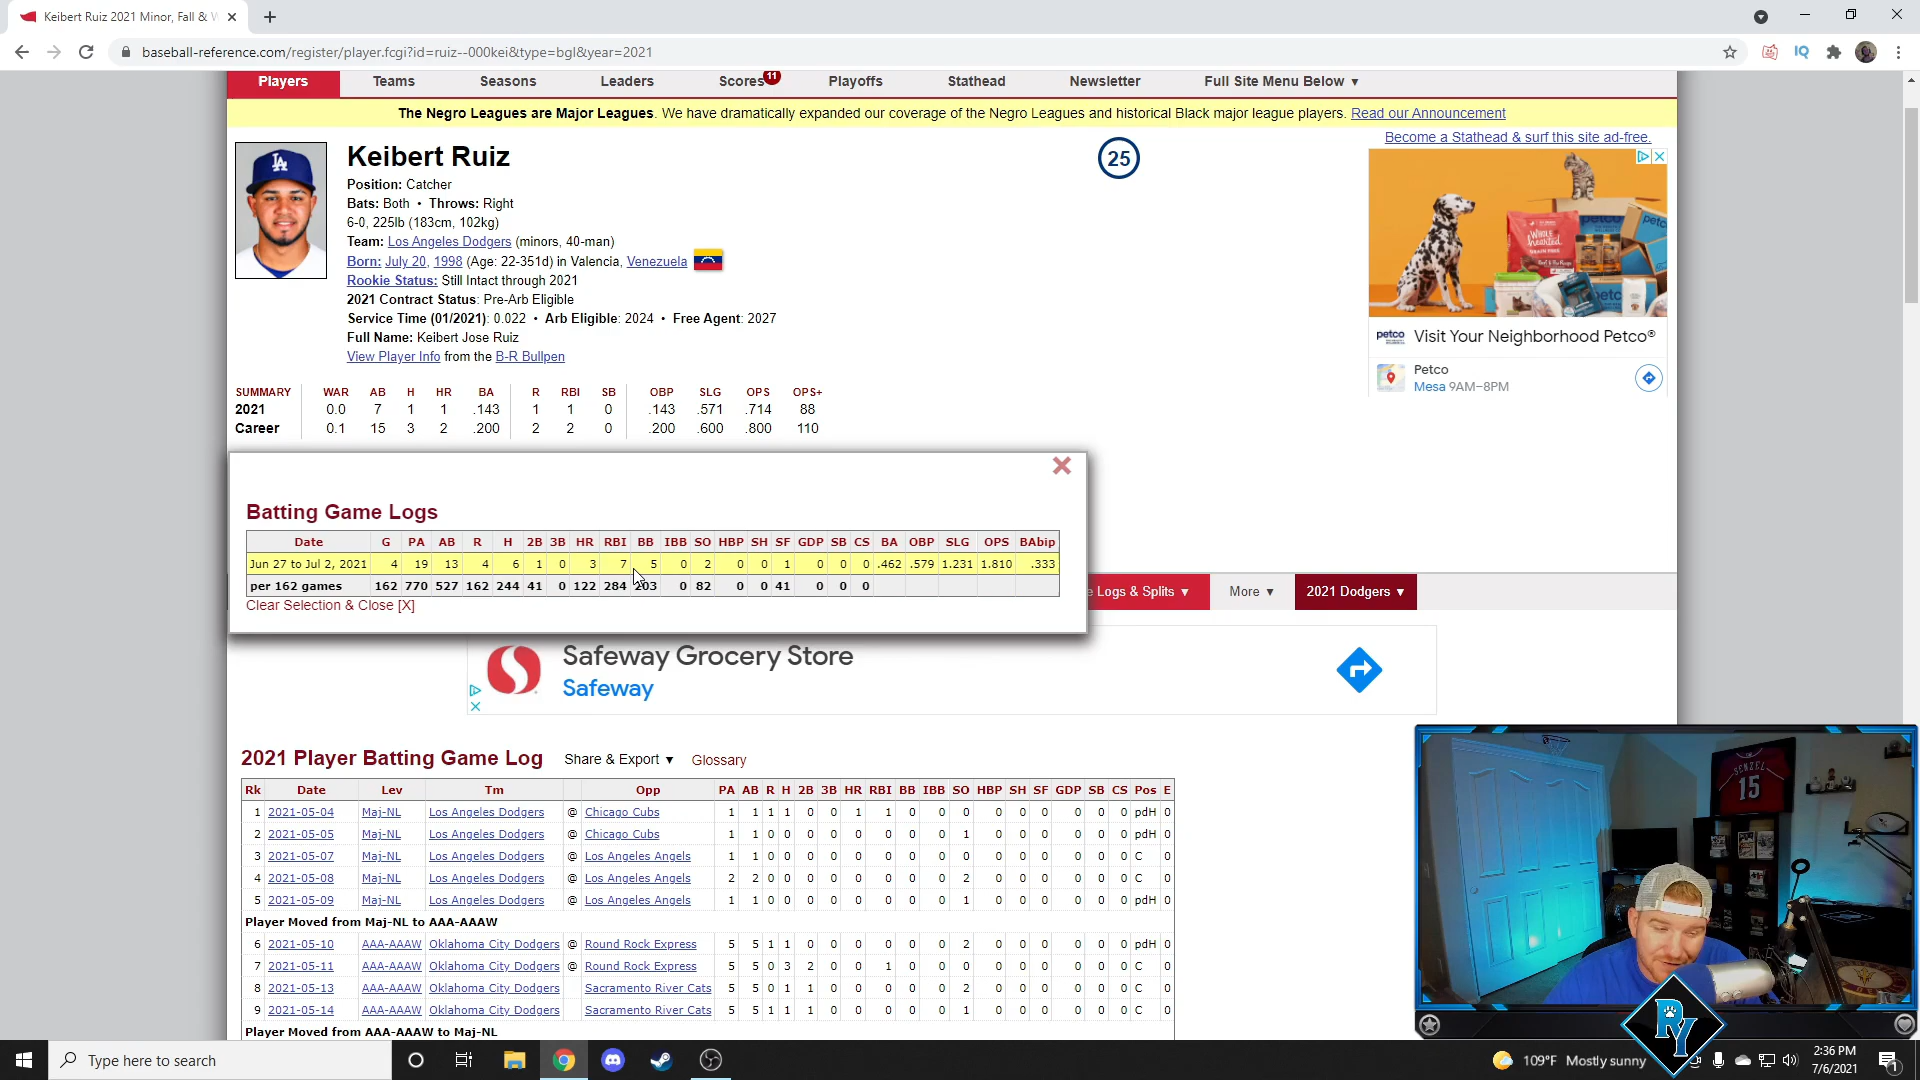 Keibert Ruiz 2021 Minor, Fall & W
baseball-reference.com/register/player.fcgi?id=ruiz--000kei&type=bgl&year=2021
Players Teams Seasons Leaders Scores 11 Playoffs Stathead Newsletter Full Site Menu Below ▼
The Negro Leagues are Major Leagues. We have dramatically expanded our coverage of the Negro Leagues and historical Black major league players. Read our Announcement
Become a Stathead & surf this site ad-free.
LA
Keibert Ruiz
25
Position: Catcher
Bats: Both • Throws: Right
6-0, 225lb (183cm, 102kg)
Team: Los Angeles Dodgers (minors, 40-man)
Born: July 20, 1998 (Age: 22-351d) in Valencia, Venezuela
Rookie Status: Still Intact through 2021
2021 Contract Status: Pre-Arb Eligible
Service Time (01/2021): 0.022 • Arb Eligible: 2024 • Free Agent: 2027
Full Name: Keibert Jose Ruiz
View Player Info from the B-R Bullpen
petco
petco Visit Your Neighborhood Petco®
Petco
Mesa 9AM–8PM
SUMMARY WAR AB H HR BA R RBI SB OBP SLG OPS OPS+
2021 0.0 7 1 1 .143 1 1 0 .143 .571 .714 88
Career 0.1 15 3 2 .200 2 2 0 .200 .600 .800 110
Batting Game Logs
Date G PA AB R H 2B 3B HR RBI BB IBB SO HBP SH SF GDP SB CS BA OBP SLG OPS BAbip
Jun 27 to Jul 2, 2021 4 19 13 4 6 1 0 3 7 5 0 2 0 0 1 0 0 0 .462 .579 1.231 1.810 .333
per 162 games 162 770 527 162 244 41 0 122 284 203 0 82 0 0 41 0 0 0
Clear Selection & Close [X]
e Logs & Splits ▼ More ▼ 2021 Dodgers ▼
Safeway Grocery Store
Safeway
2021 Player Batting Game Log Share & Export ▼ Glossary
Rk Date Lev Tm Opp PA AB R H 2B 3B HR RBI BB IBB SO HBP SH SF GDP SB CS Pos E
1 2021-05-04 Maj-NL Los Angeles Dodgers @ Chicago Cubs 1 1 1 1 0 0 1 1 0 0 0 0 0 0 0 0 0 pdH 0
2 2021-05-05 Maj-NL Los Angeles Dodgers @ Chicago Cubs 1 1 0 0 0 0 0 0 0 0 1 0 0 0 0 0 0 pdH 0
3 2021-05-07 Maj-NL Los Angeles Dodgers @ Los Angeles Angels 1 1 0 0 0 0 0 0 0 0 0 0 0 0 0 0 0 C 0
4 2021-05-08 Maj-NL Los Angeles Dodgers @ Los Angeles Angels 2 2 0 0 0 0 0 0 0 0 2 0 0 0 0 0 0 C 0
5 2021-05-09 Maj-NL Los Angeles Dodgers @ Los Angeles Angels 1 1 0 0 0 0 0 0 0 0 1 0 0 0 0 0 0 pdH 0
Player Moved from Maj-NL to AAA-AAAW
6 2021-05-10 AAA-AAAW Oklahoma City Dodgers @ Round Rock Express 5 5 1 1 0 0 0 0 0 0 2 0 0 0 0 0 0 pdH 0
7 2021-05-11 AAA-AAAW Oklahoma City Dodgers @ Round Rock Express 5 5 0 3 2 0 0 1 0 0 0 0 0 0 0 0 0 C 0
8 2021-05-13 AAA-AAAW Oklahoma City Dodgers Sacramento River Cats 5 5 0 1 1 0 0 0 0 0 2 0 0 0 0 0 0 C 0
9 2021-05-14 AAA-AAAW Oklahoma City Dodgers Sacramento River Cats 5 5 1 1 1 0 0 0 0 0 1 0 0 0 0 0 0 C 0
Player Moved from AAA-AAAW to Maj-NL
SENZEL
15
RY
Type here to search
109°F Mostly sunny
2:36 PM
7/6/2021
1